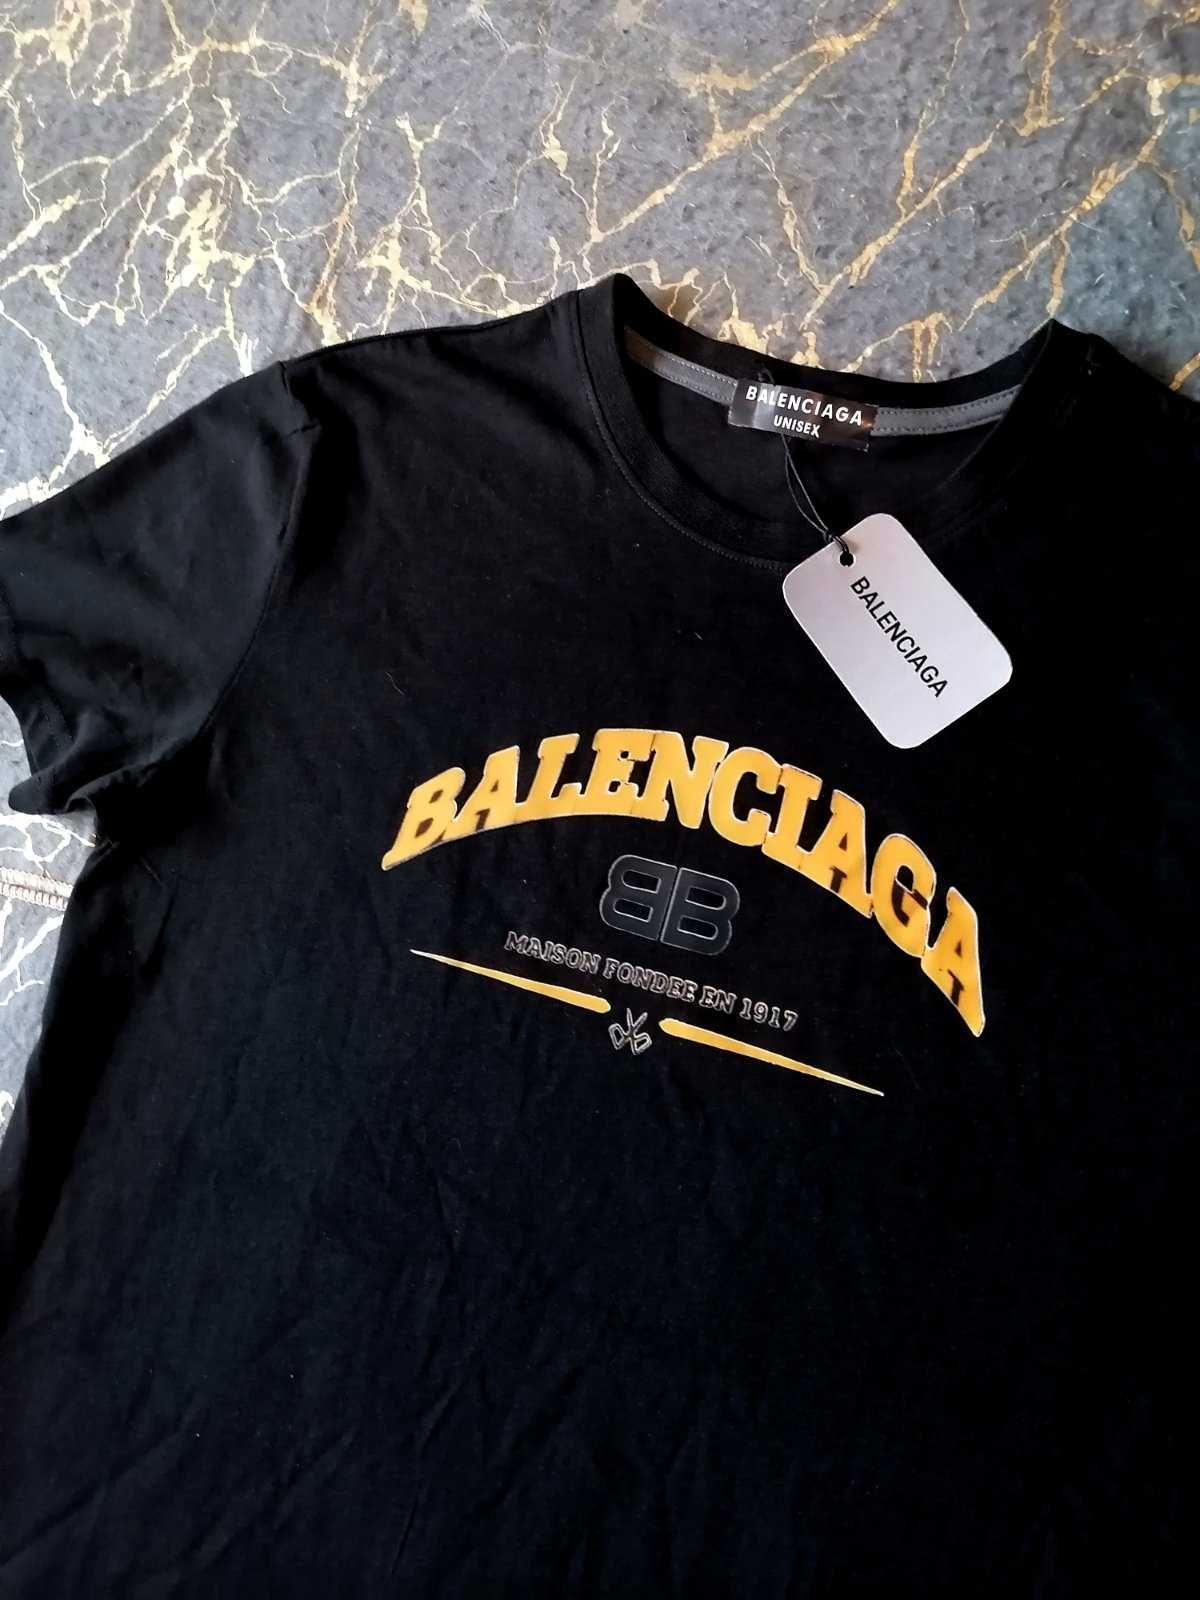 BALENCIAGA
UNISEX
BALENCIAGA
BALENCIAGA
BB
MAISON FONDEE EN 1917